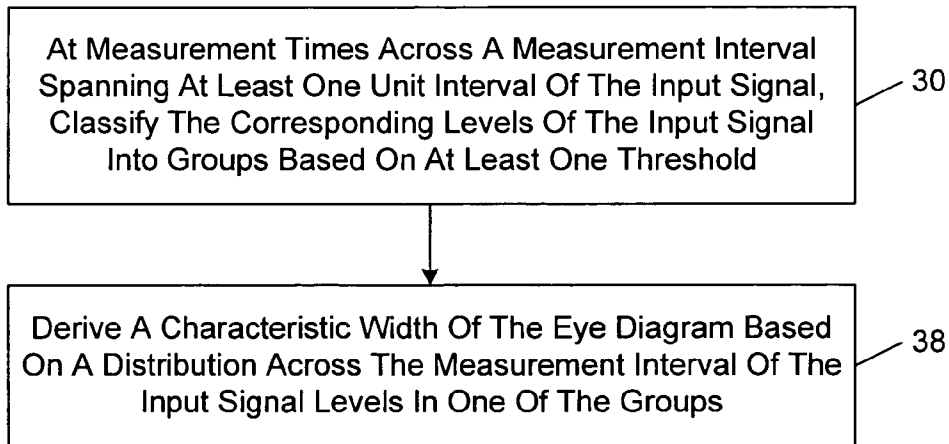 At Measurement Times Across A Measurement Interval
Spanning At Least One Unit Interval Of The Input Signal,
Classify The Corresponding Levels Of The Input Signal
Into Groups Based On At Least One Threshold
30
Derive A Characteristic Width Of The Eye Diagram Based
On A Distribution Across The Measurement Interval Of The
Input Signal Levels In One Of The Groups
38